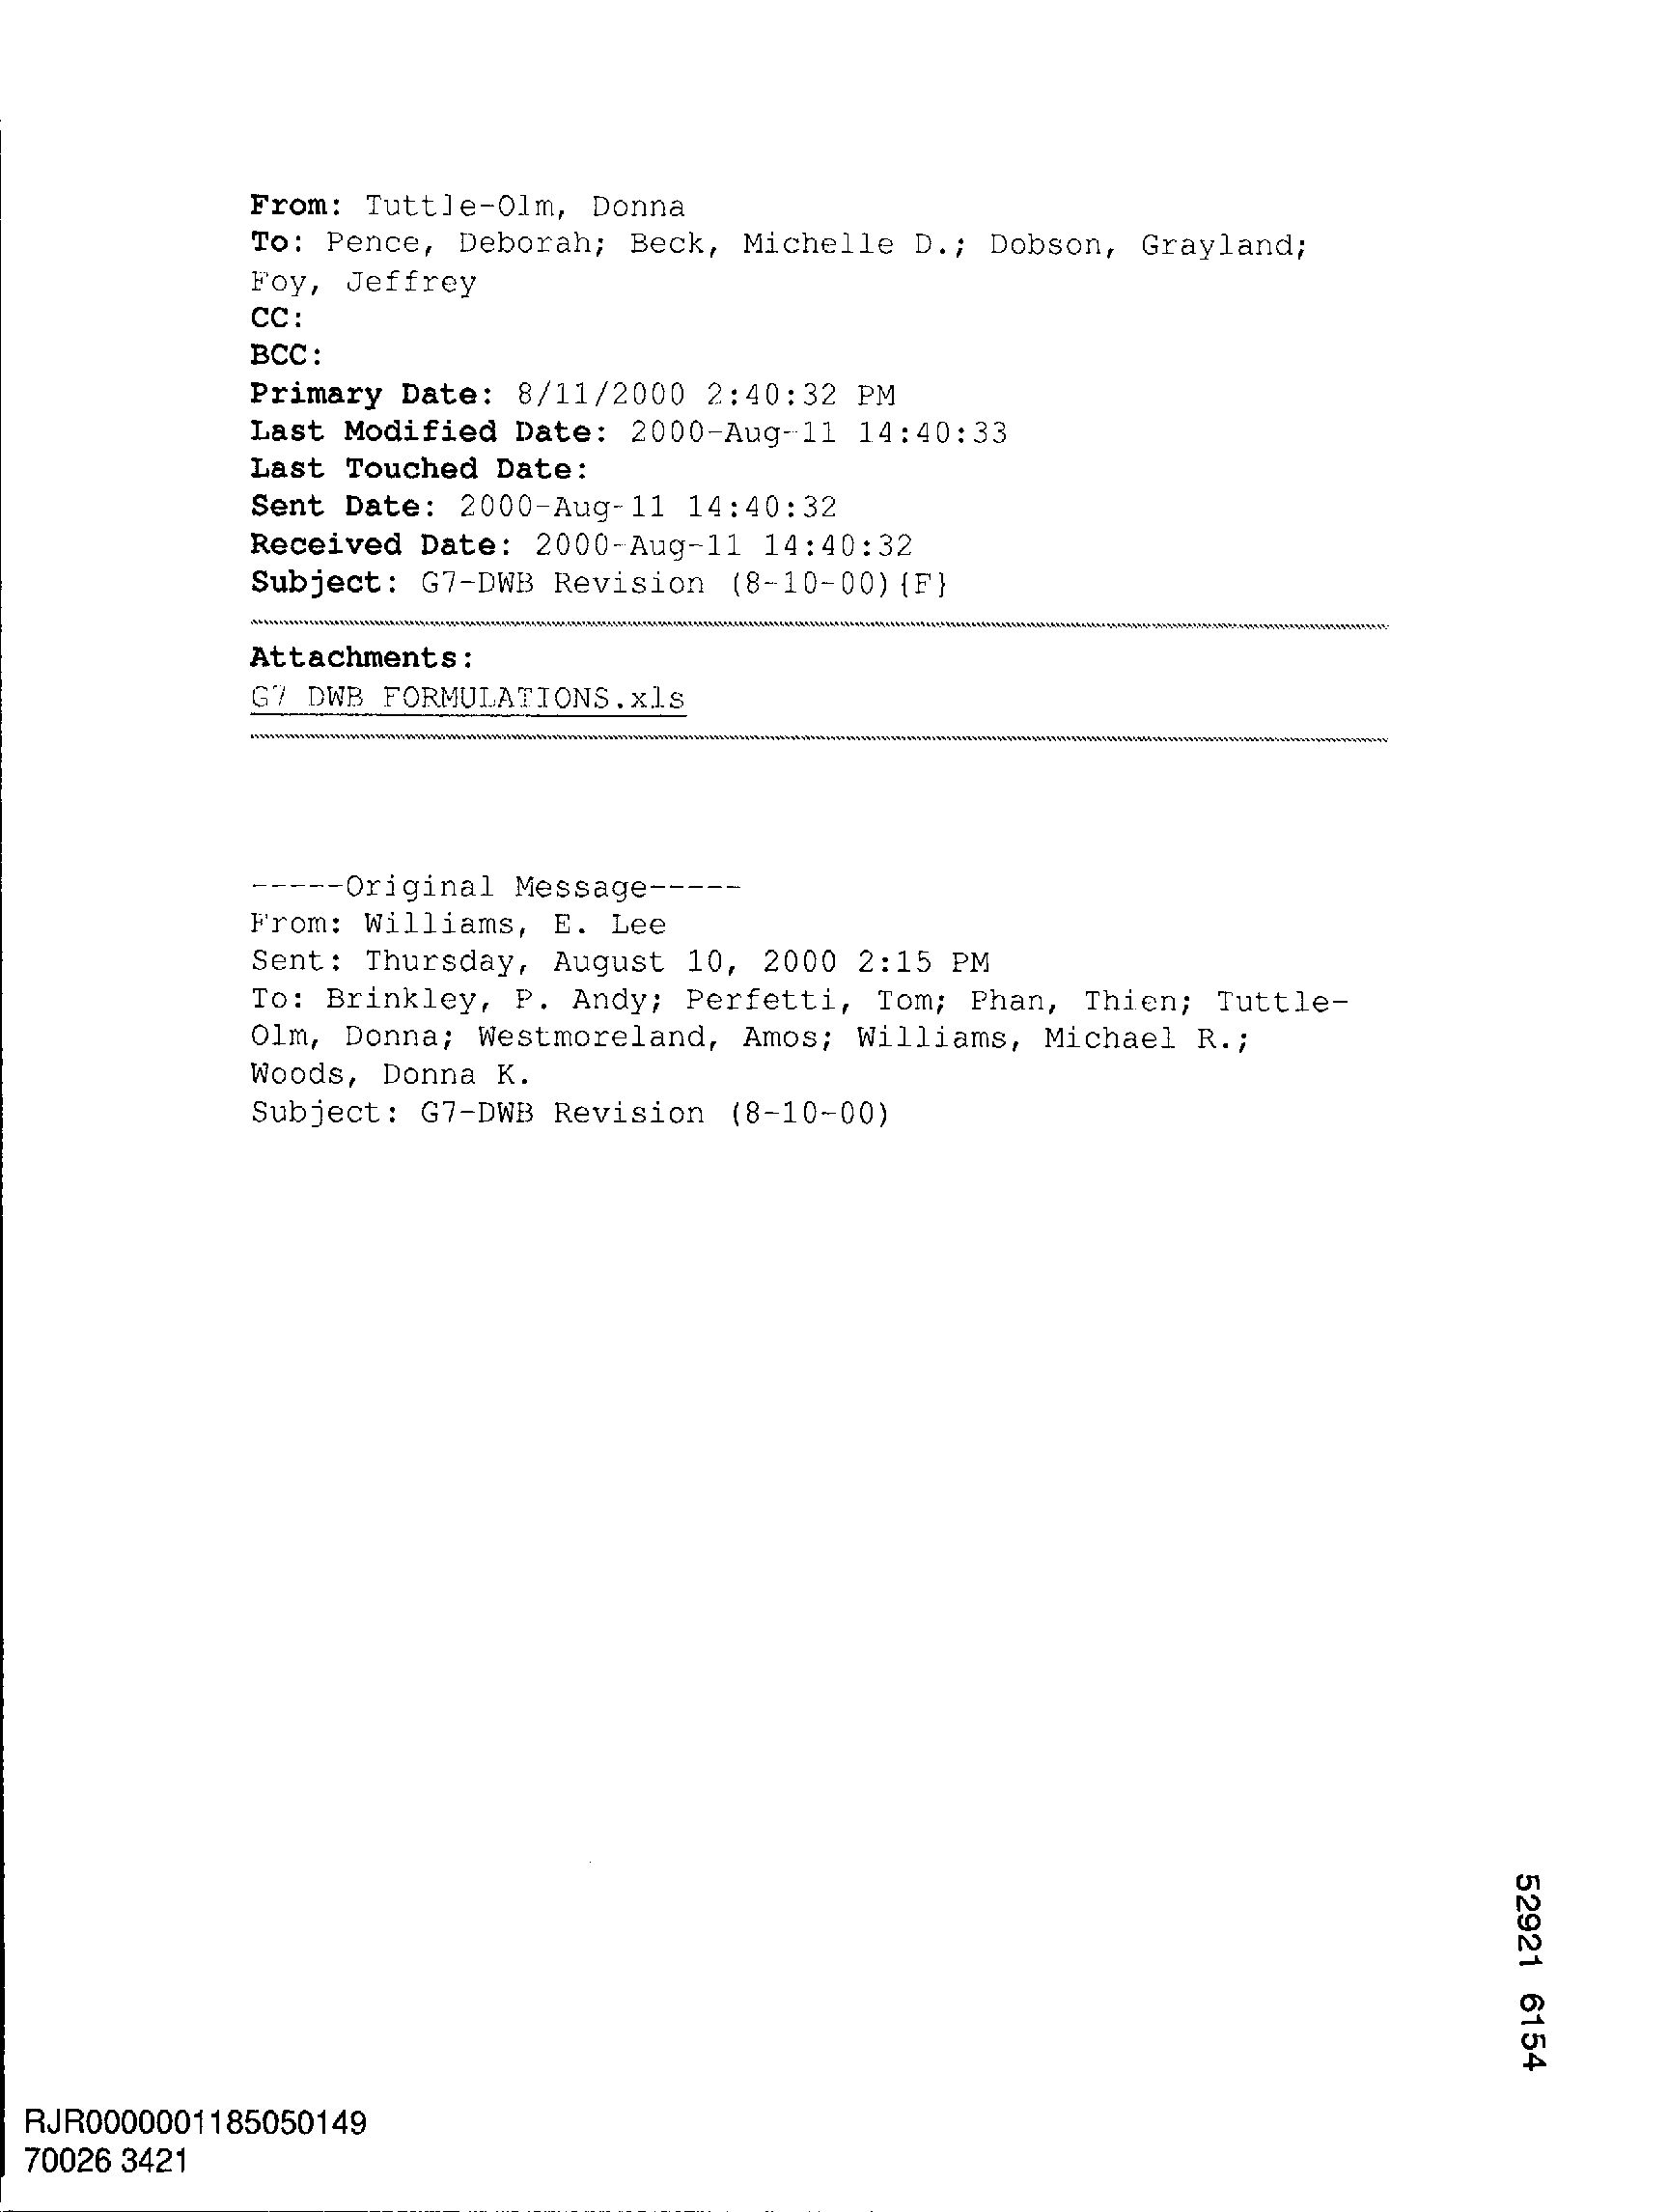 From: Tuttle-Olm, Donna
To: Pence, Deborah; Beck, Michelle D.; Dobson, Grayland;
Foy, Jeffrey
CC:
BCC:
Primary Date: 8/11/2000 2:40:32 PM
Last Modified Date: 2000-Aug-11 14:40:33
Last Touched Date:
Sent Date: 2000-Aug-11 14:40:32
Received Date: 2000-Aug-11 14:40:32
Subject: G7-DWB Revision (8-10-00){F}
Attachments:
G7 DWB FORMULATIONS.xls
-----Original Message-----
From: Williams, E. Lee
Sent: Thursday, August 10, 2000 2:15 PM
To: Brinkley, P. Andy; Perfetti, Tom; Phan, Thien; Tuttle-
Olm, Donna; Westmoreland, Amos; Williams, Michael R.;
Woods, Donna K.
Subject: G7-DWB Revision (8-10-00)
52921 6154
RJR0000001185050149
70026 3421